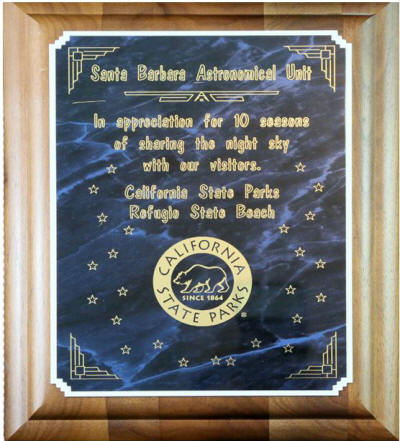 Santa Barbara Astronomical Unit
In appreciation for 10 seasons
of sharing the night sky
with our visitors.
California State Parks
Refugio State Beach
CALIFORNIA
SINCE 1864
STATE PARKS
®